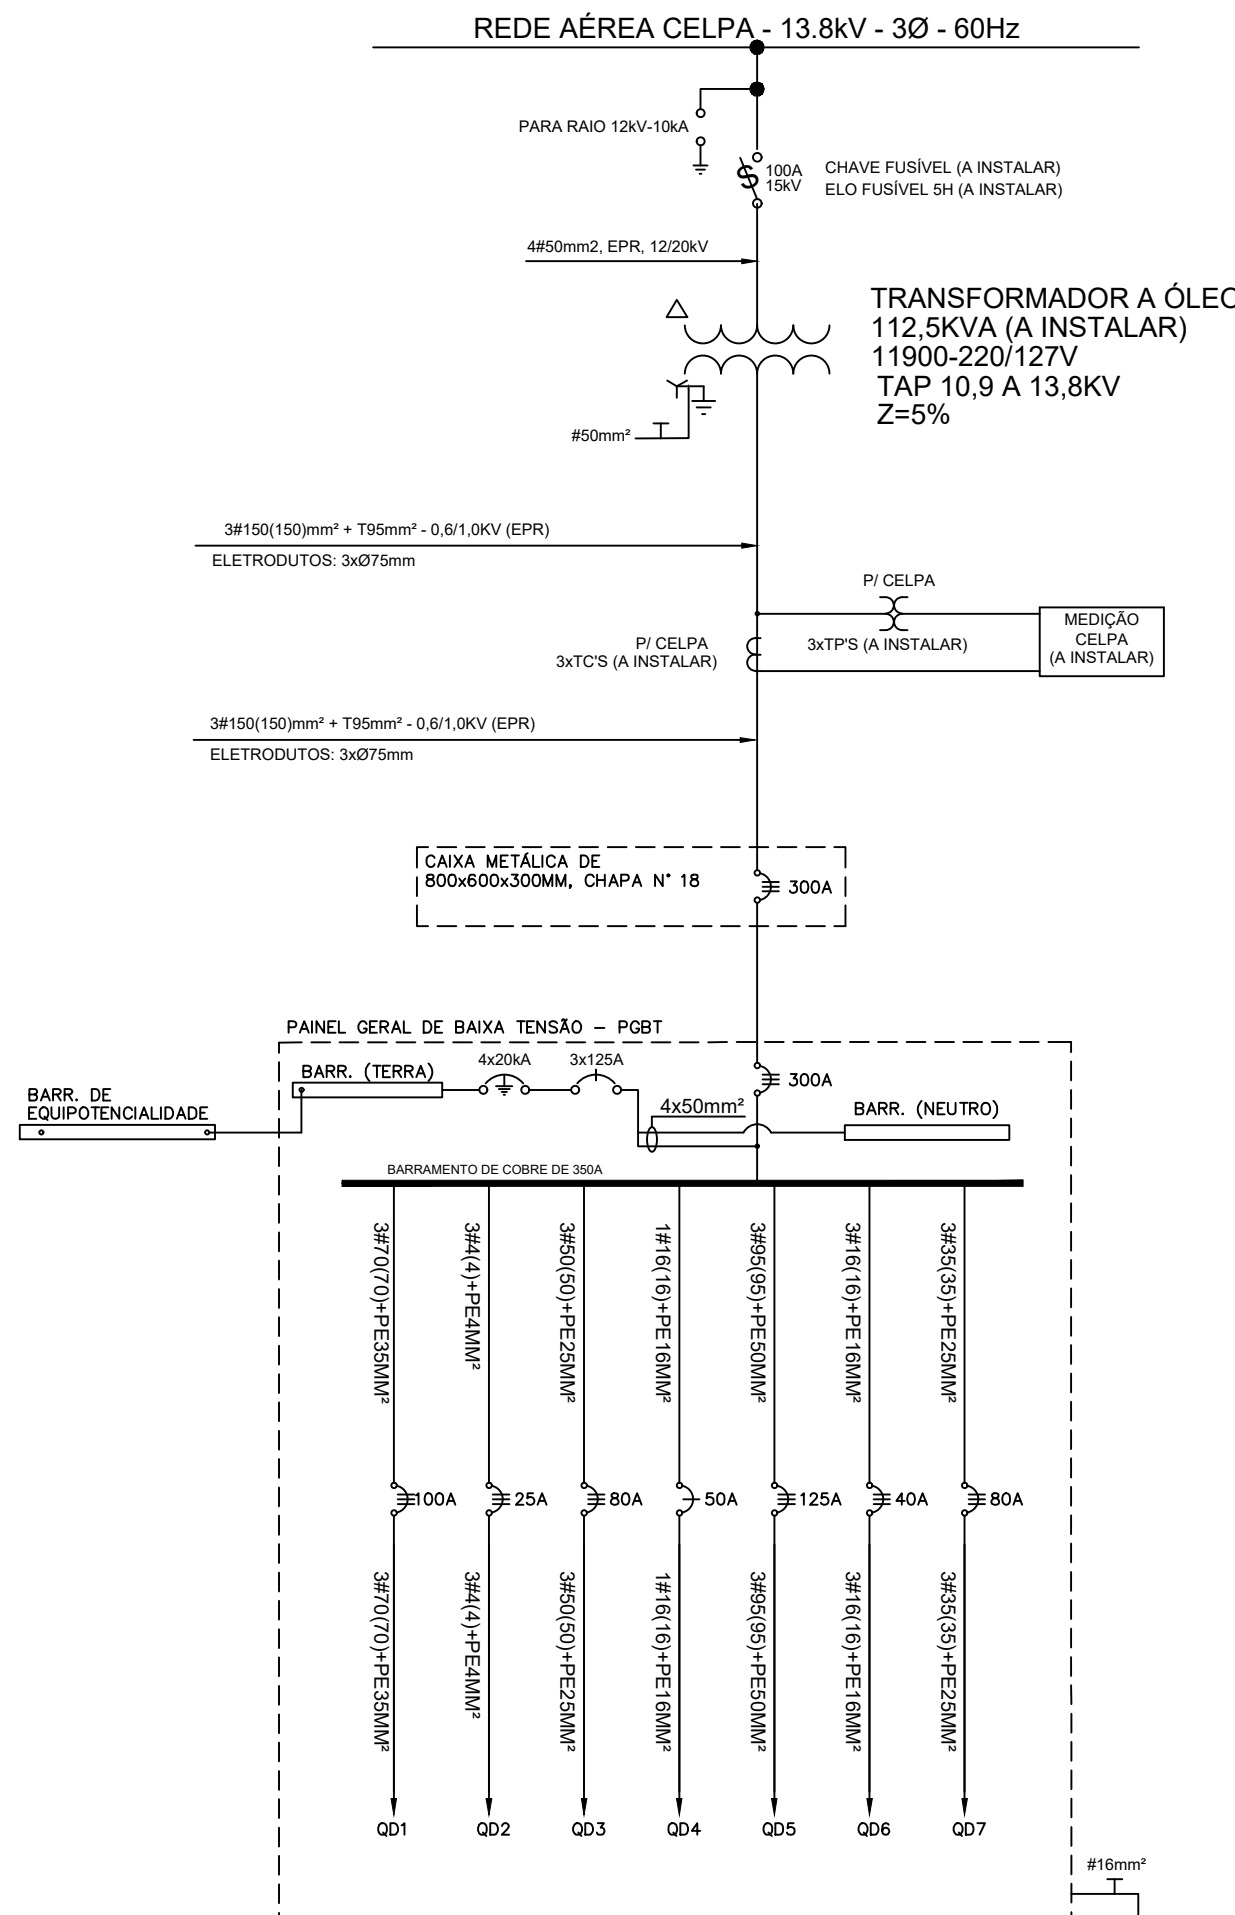 REDE AÉREA CELPA - 13.8kV - 3Ø - 60Hz
PARA RAIO 12kV-10kA
100A
15kV
CHAVE FUSÍVEL (A INSTALAR)
ELO FUSÍVEL 5H (A INSTALAR)
4#50mm2, EPR, 12/20kV
TRANSFORMADOR A ÓLEO
112,5KVA (A INSTALAR)
11900-220/127V
TAP 10,9 A 13,8KV
Z=5%
#50mm²
3#150(150)mm² + T95mm² - 0,6/1,0KV (EPR)
ELETRODUTOS: 3xØ75mm
P/ CELPA
3xTP'S (A INSTALAR)
MEDIÇÃO
CELPA
(A INSTALAR)
P/ CELPA
3xTC'S (A INSTALAR)
3#150(150)mm² + T95mm² - 0,6/1,0KV (EPR)
ELETRODUTOS: 3xØ75mm
CAIXA METÁLICA DE
800x600x300MM, CHAPA N° 18
300A
PAINEL GERAL DE BAIXA TENSÃO – PGBT
BARR. (TERRA)
4x20kA
3x125A
300A
BARR. DE
EQUIPOTENCIALIDADE
4x50mm²
BARR. (NEUTRO)
BARRAMENTO DE COBRE DE 350A
3#70(70)+PE35MM²
3#4(4)+PE4MM²
3#50(50)+PE25MM²
1#16(16)+PE16MM²
3#95(95)+PE50MM²
3#16(16)+PE16MM²
3#35(35)+PE25MM²
100A
25A
80A
50A
125A
40A
80A
3#70(70)+PE35MM²
3#4(4)+PE4MM²
3#50(50)+PE25MM²
1#16(16)+PE16MM²
3#95(95)+PE50MM²
3#16(16)+PE16MM²
3#35(35)+PE25MM²
QD1
QD2
QD3
QD4
QD5
QD6
QD7
#16mm²